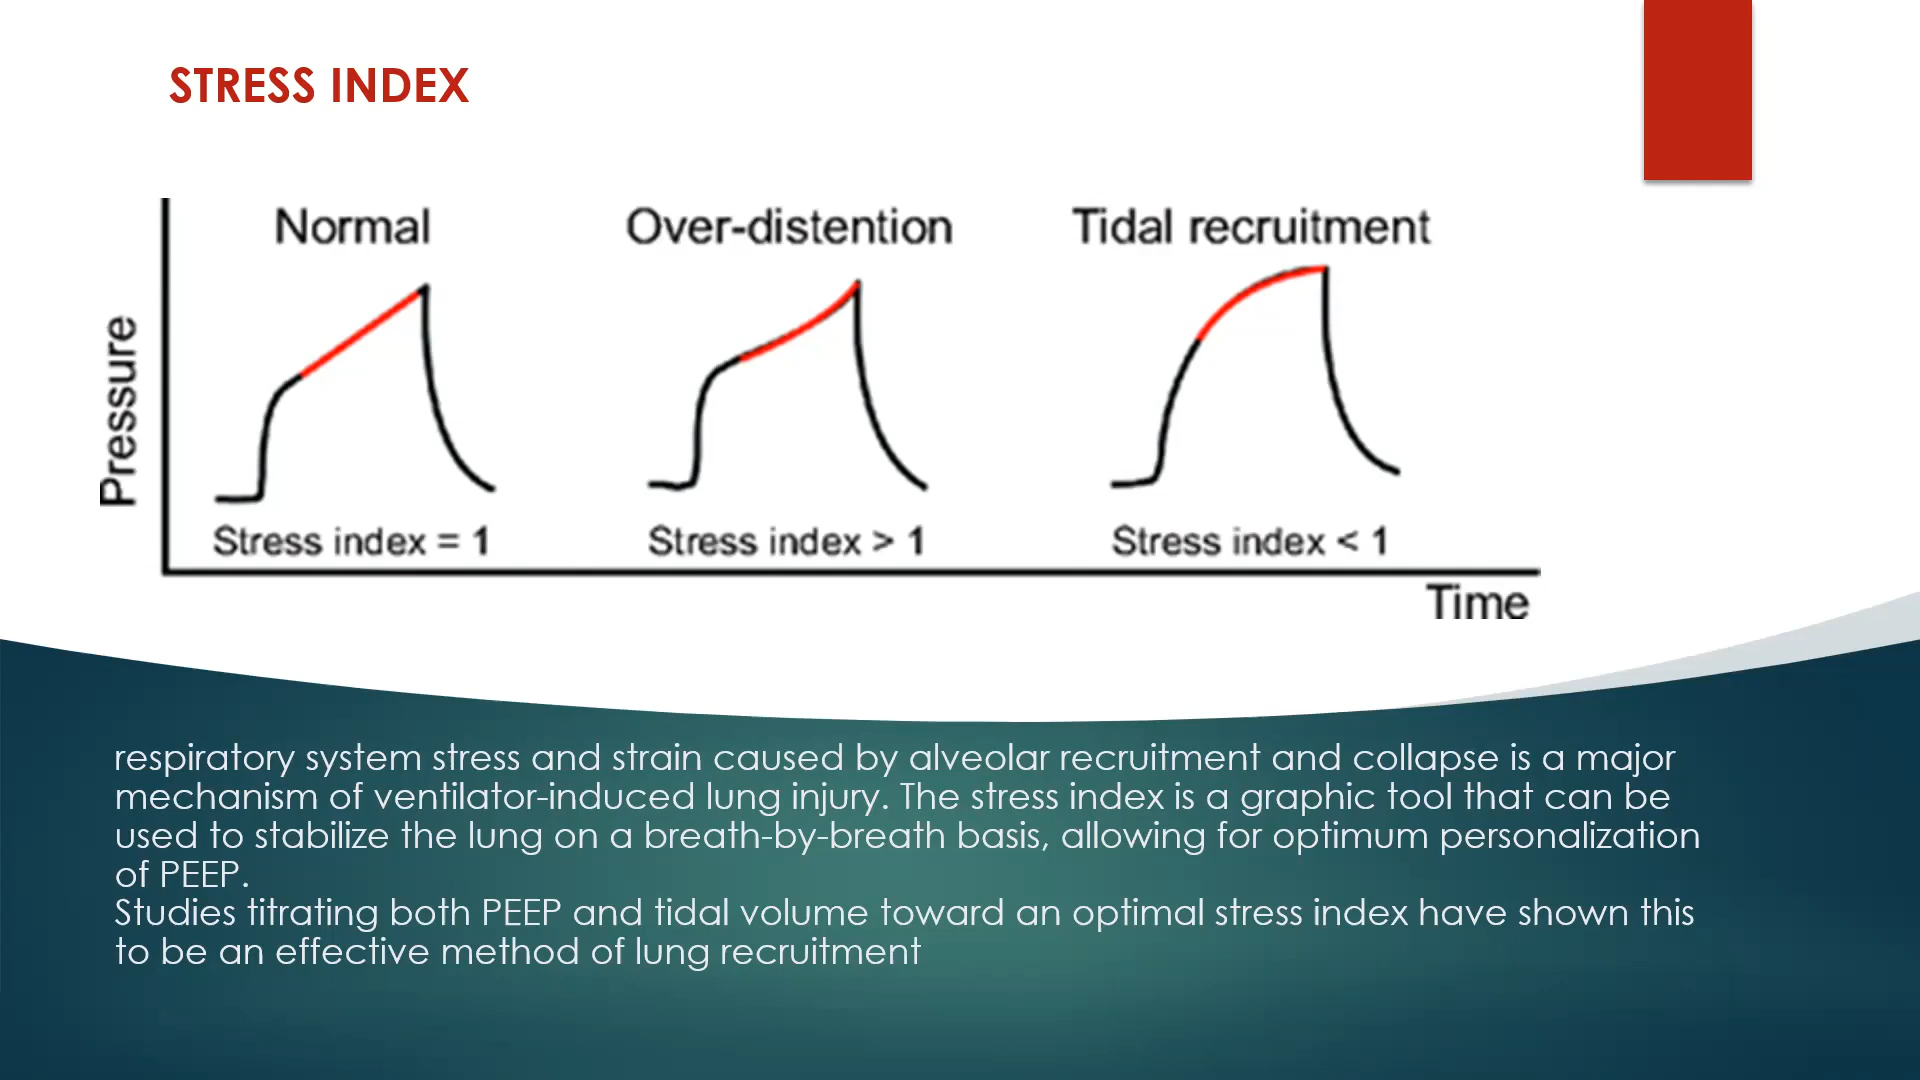 STRESS INDEX
Normal
Over-distention
Tidal recruitment
Pressure
Stress index = 1
Stress index > 1
Stress index < 1
Time
respiratory system stress and strain caused by alveolar recruitment and collapse is a major
mechanism of ventilator-induced lung injury. The stress index is a graphic tool that can be
used to stabilize the lung on a breath-by-breath basis, allowing for optimum personalization
of PEEP.
Studies titrating both PEEP and tidal volume toward an optimal stress index have shown this
to be an effective method of lung recruitment